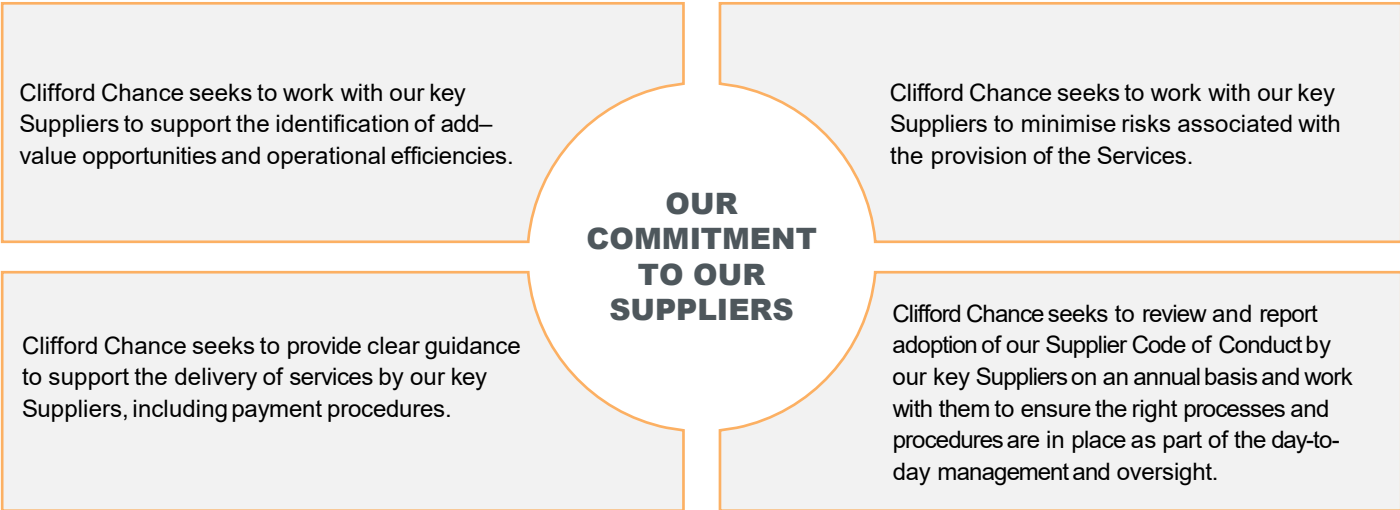 Clifford Chance seeks to work with our key
Suppliers to support the identification of add–
value opportunities and operational efficiencies.
Clifford Chance seeks to work with our key
Suppliers to minimise risks associated with
the provision of the Services.
OUR
COMMITMENT
TO OUR
SUPPLIERS
Clifford Chance seeks to provide clear guidance
to support the delivery of services by our key
Suppliers, including payment procedures.
Clifford Chance seeks to review and report
adoption of our Supplier Code of Conduct by
our key Suppliers on an annual basis and work
with them to ensure the right processes and
procedures are in place as part of the day-to-
day management and oversight.